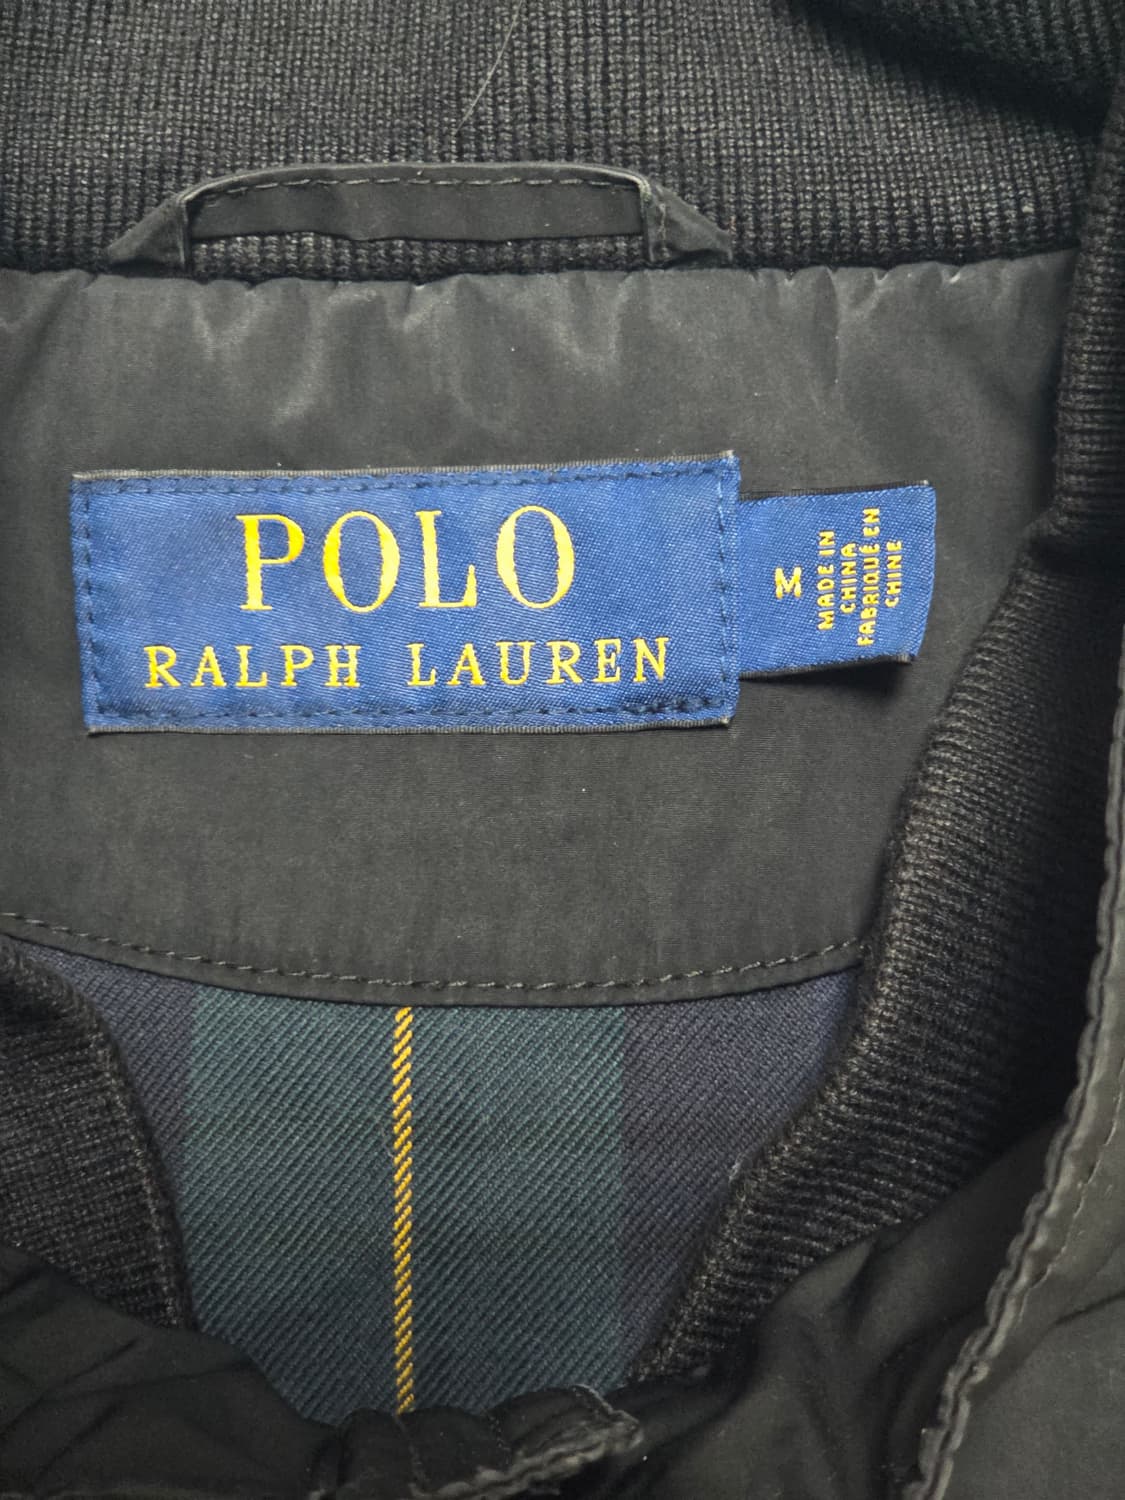 POLO
RALPH LAUREN
M
MADE IN
CHINA
FABRIQUÉ EN
CHINE